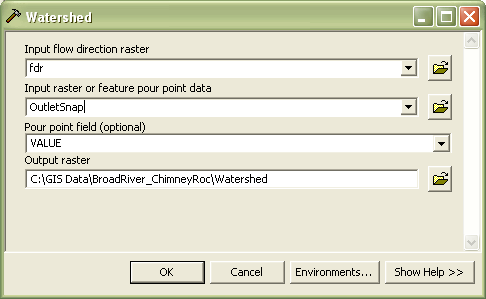 Watershed
Input flow direction raster
fdr
Input raster or feature pour point data
OutletSnap
Pour point field (optional)
VALUE
Output raster
C:\GIS Data\BroadRiver_ChimneyRoc\Watershed
OK Cancel Environments... Show Help >>